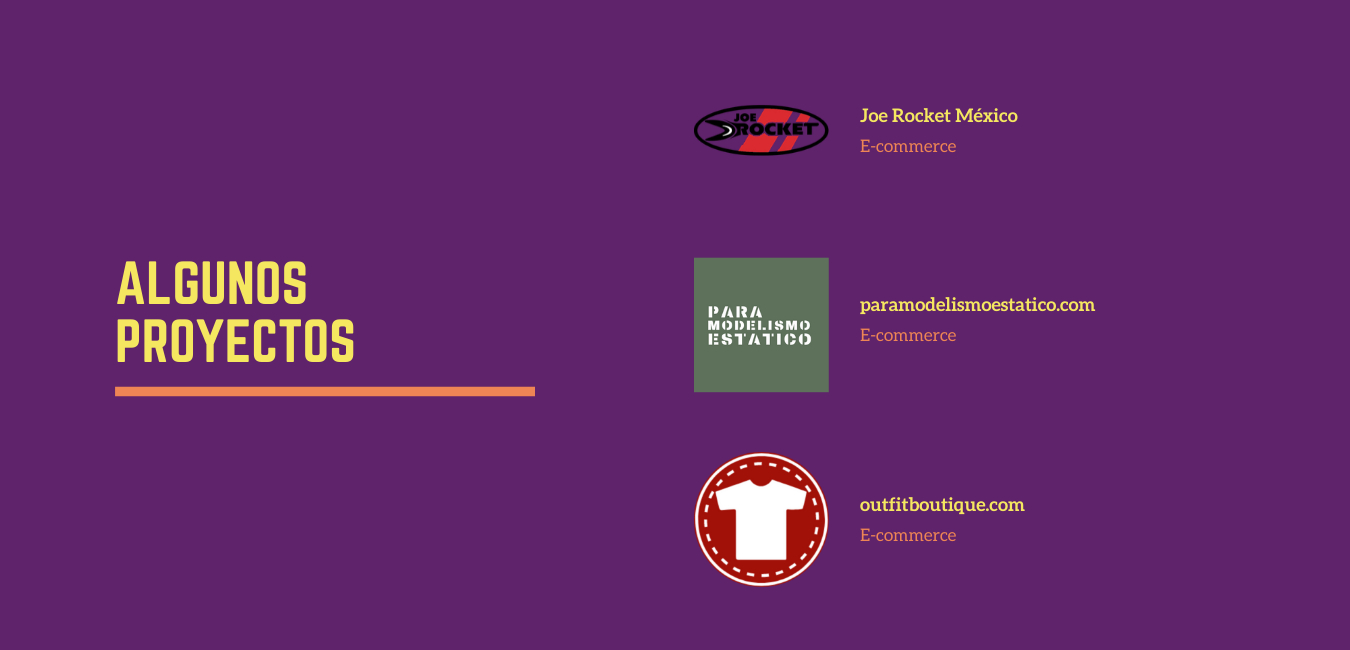 ALGUNOS
PROYECTOS
JOE
ROCKET
Joe Rocket México
E-commerce
PARA
MODELISMO
ESTATICO
paramodelismoestatico.com
E-commerce
outfitboutique.com
E-commerce